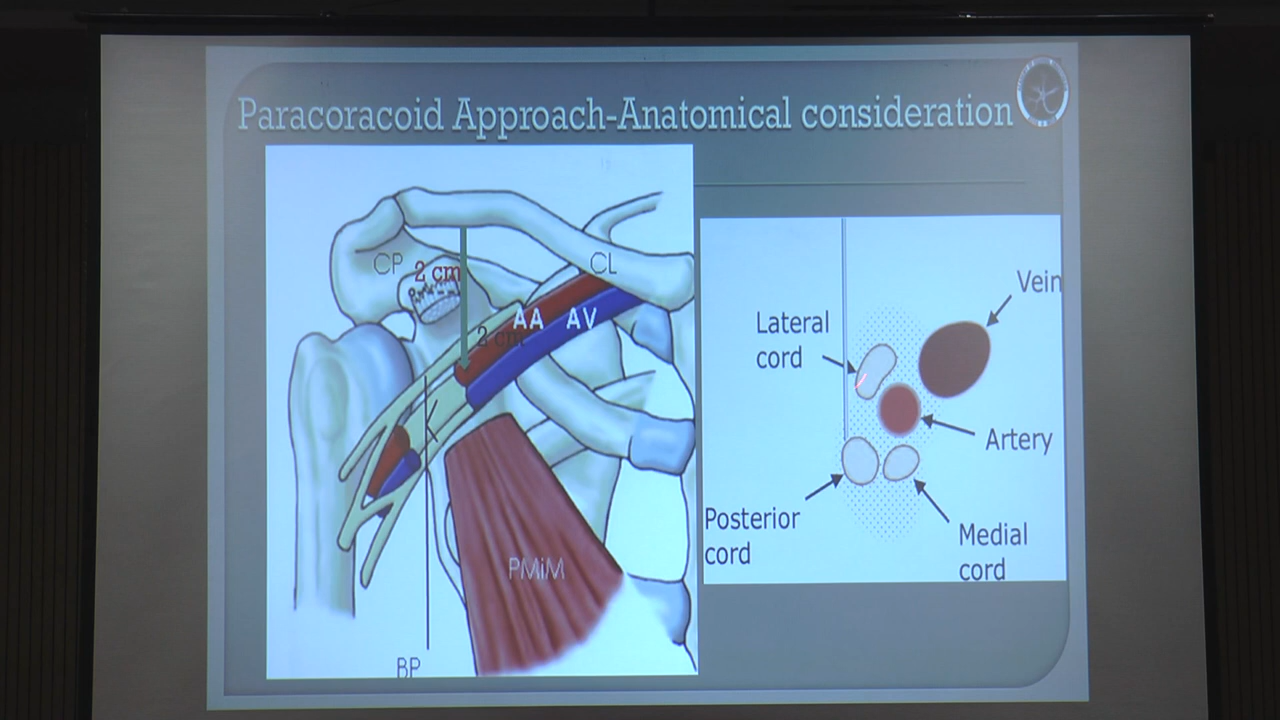 Paracoracoid Approach-Anatomical consideration
CP
2 cm
CL
AA AV
2 cm
PMiM
BP
Vein
Lateral
cord
Artery
Posterior
cord
Medial
cord